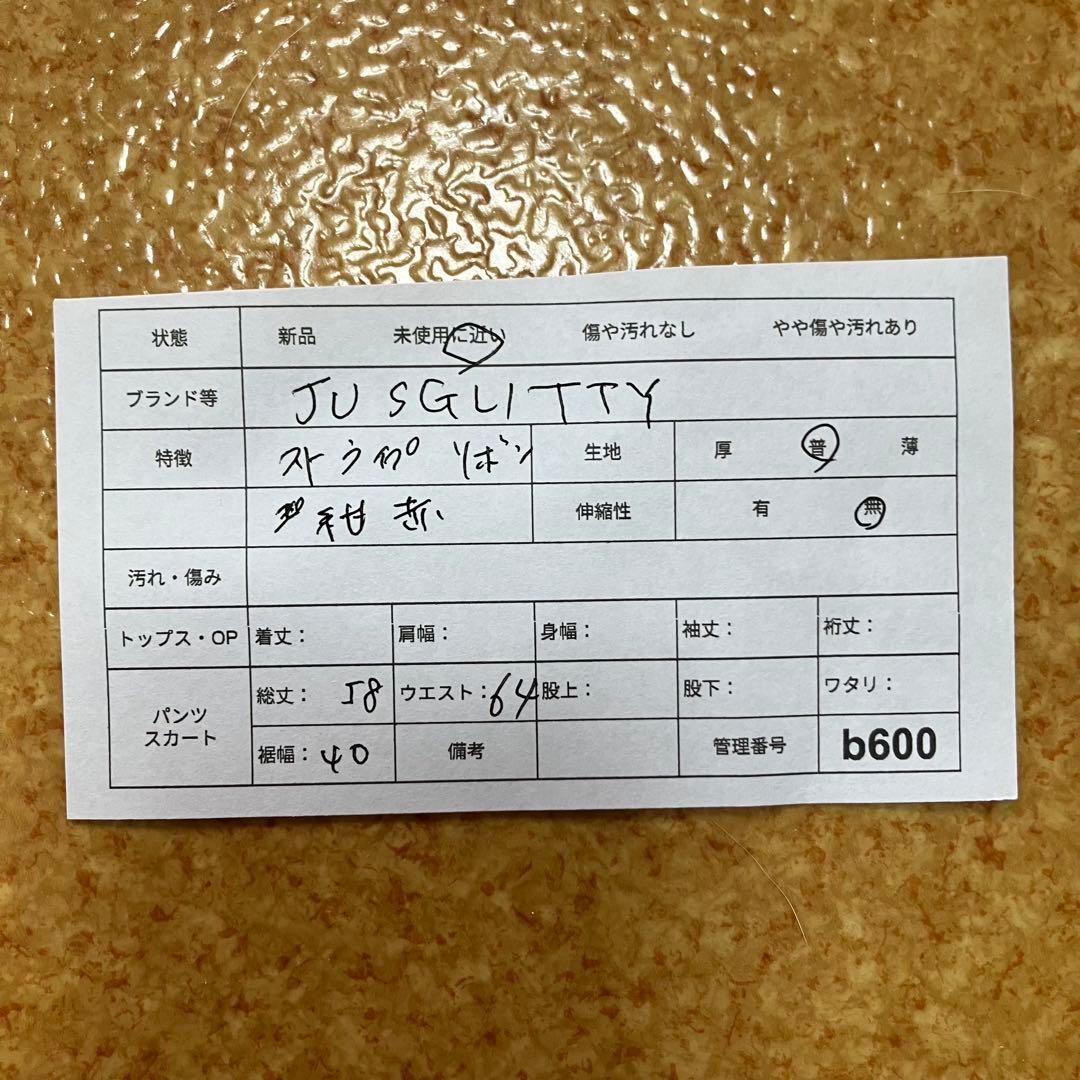 状態 新品 未使用に近い 傷や汚れなし やや傷や汚れあり
ブランド等 JUSGLITTY
特徴 ストライプ リボン 生地 厚 普 薄
紺 赤 伸縮性 有 無
汚れ・傷み
トップス・OP 着丈: 肩幅: 身幅: 袖丈: 裄丈:
パンツ スカート 総丈: 58 ウエスト: 64 股上: 股下: ワタリ:
裾幅: 40 備考 管理番号 b600